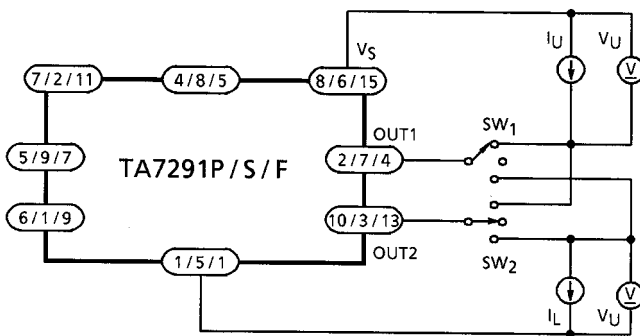 VS
IU
VU
7/2/11
4/8/5
8/6/15
V
OUT1
SW1
5/9/7
TA7291P/S/F
2/7/4
6/1/9
10/3/13
OUT2
1/5/1
SW2
IL
VU
V